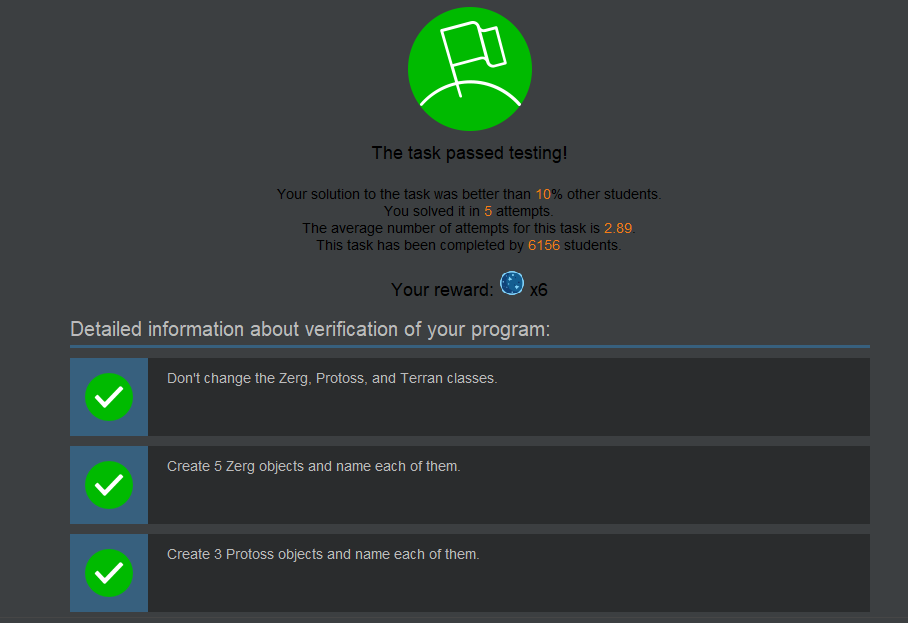 The task passed testing!
Your solution to the task was better than 10% other students.
You solved it in 5 attempts.
The average number of attempts for this task is 2.89.
This task has been completed by 6156 students.
Your reward: x6
Detailed information about verification of your program:
Don't change the Zerg, Protoss, and Terran classes.
Create 5 Zerg objects and name each of them.
Create 3 Protoss objects and name each of them.